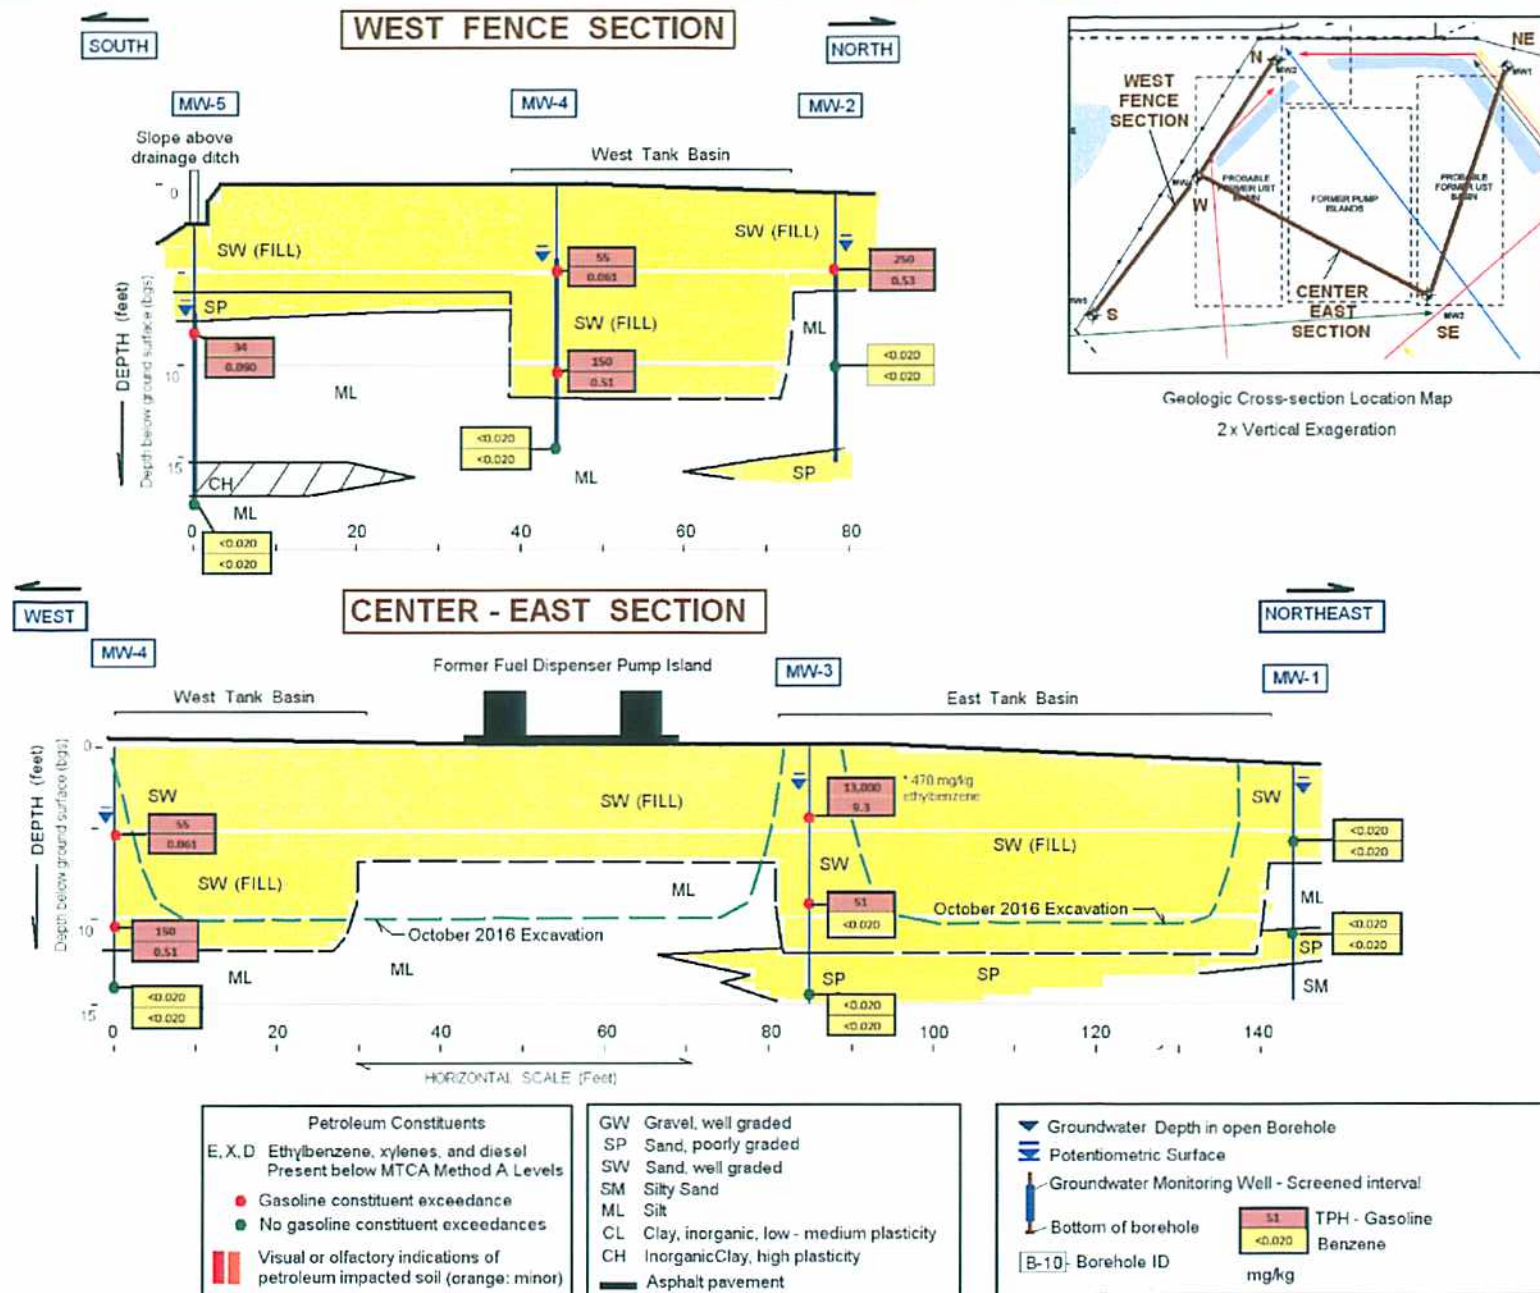 WEST FENCE SECTION
SOUTH
NORTH
MW-5
MW-4
MW-2
Slope above
drainage ditch
West Tank Basin
0
SW (FILL)
SW (FILL)
55
0.061
250
0.53
SP
SW (FILL)
ML
34
0.090
150
0.51
<0.020
<0.020
10
ML
<0.020
<0.020
15
CH
ML
SP
ML
<0.020
<0.020
DEPTH (feet)
Depth below ground surface (bgs)
0
20
40
60
80
N
NE
MW2
MW1
WEST
FENCE
SECTION
W
PROBABLE
FORMER UST
BASIN
FORMER PUMP
ISLANDS
PROBABLE
FORMER UST
BASIN
CENTER
EAST
SECTION
S
SE
MW2
Geologic Cross-section Location Map
2 x Vertical Exageration
CENTER - EAST SECTION
WEST
NORTHEAST
MW-4
Former Fuel Dispenser Pump Island
MW-3
MW-1
West Tank Basin
East Tank Basin
0
SW
SW (FILL)
13,000
9.3
* 470 mg/kg
ethylbenzene
SW
55
0.061
<0.020
<0.020
SW (FILL)
ML
SW
SW (FILL)
ML
51
<0.020
October 2016 Excavation
October 2016 Excavation
10
150
0.51
<0.020
<0.020
SP
ML
ML
SP
SP
SM
<0.020
<0.020
<0.020
<0.020
15
DEPTH (feet)
Depth below ground surface (bgs)
0
20
40
60
80
100
120
140
HORIZONTAL SCALE (Feet)
Petroleum Constituents
E, X, D Ethylbenzene, xylenes, and diesel
Present below MTCA Method A Levels
Gasoline constituent exceedance
No gasoline constituent exceedances
Visual or olfactory indications of
petroleum impacted soil (orange: minor)
GW Gravel, well graded
SP Sand, poorly graded
SW Sand, well graded
SM Silty Sand
ML Silt
CL Clay, inorganic, low - medium plasticity
CH InorganicClay, high plasticity
Asphalt pavement
Groundwater Depth in open Borehole
Potentiometric Surface
Groundwater Monitoring Well - Screened interval
Bottom of borehole
51
<0.020
TPH - Gasoline
Benzene
B-10 - Borehole ID
mg/kg